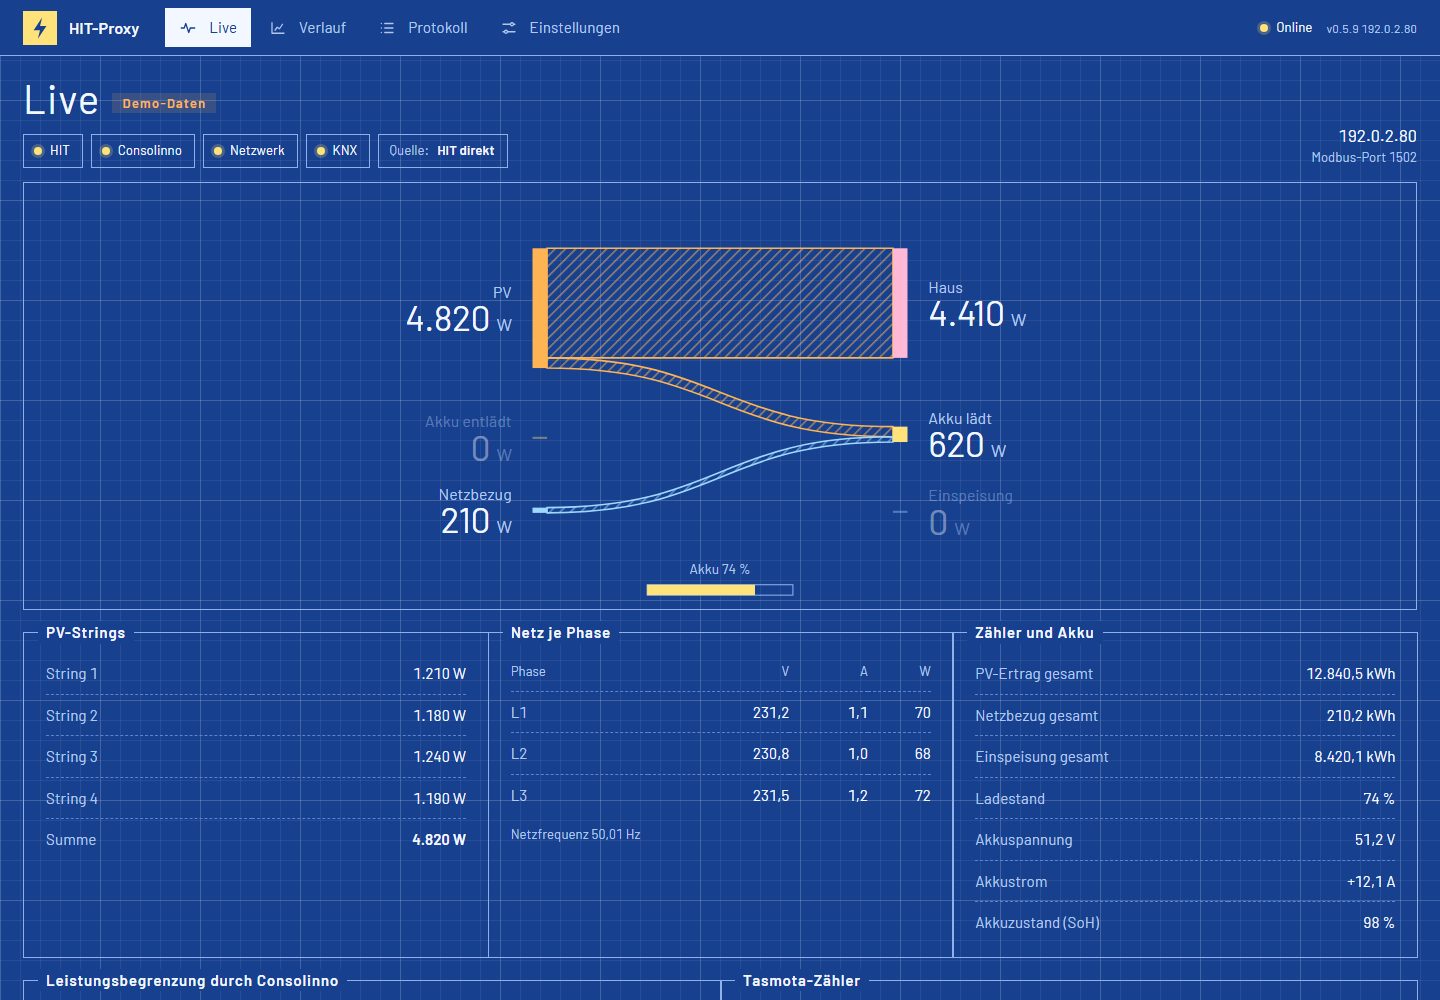 HIT-Proxy Live Verlauf Protokoll Einstellungen Online v0.5.9 192.0.2.80
Live Demo-Daten
HIT Consolinno Netzwerk KNX Quelle: HIT direkt
192.0.2.80
Modbus-Port 1502
PV
4.820 W
Haus
4.410 W
Akku entlädt
0 W
Akku lädt
620 W
Netzbezug
210 W
Einspeisung
0 W
Akku 74 %
PV-Strings
String 1 1.210 W
String 2 1.180 W
String 3 1.240 W
String 4 1.190 W
Summe 4.820 W
Netz je Phase
Phase V A W
L1 231,2 1,1 70
L2 230,8 1,0 68
L3 231,5 1,2 72
Netzfrequenz 50,01 Hz
Zähler und Akku
PV-Ertrag gesamt 12.840,5 kWh
Netzbezug gesamt 210,2 kWh
Einspeisung gesamt 8.420,1 kWh
Ladestand 74 %
Akkuspannung 51,2 V
Akkustrom +12,1 A
Akkuzustand (SoH) 98 %
Leistungsbegrenzung durch Consolinno
Tasmota-Zähler